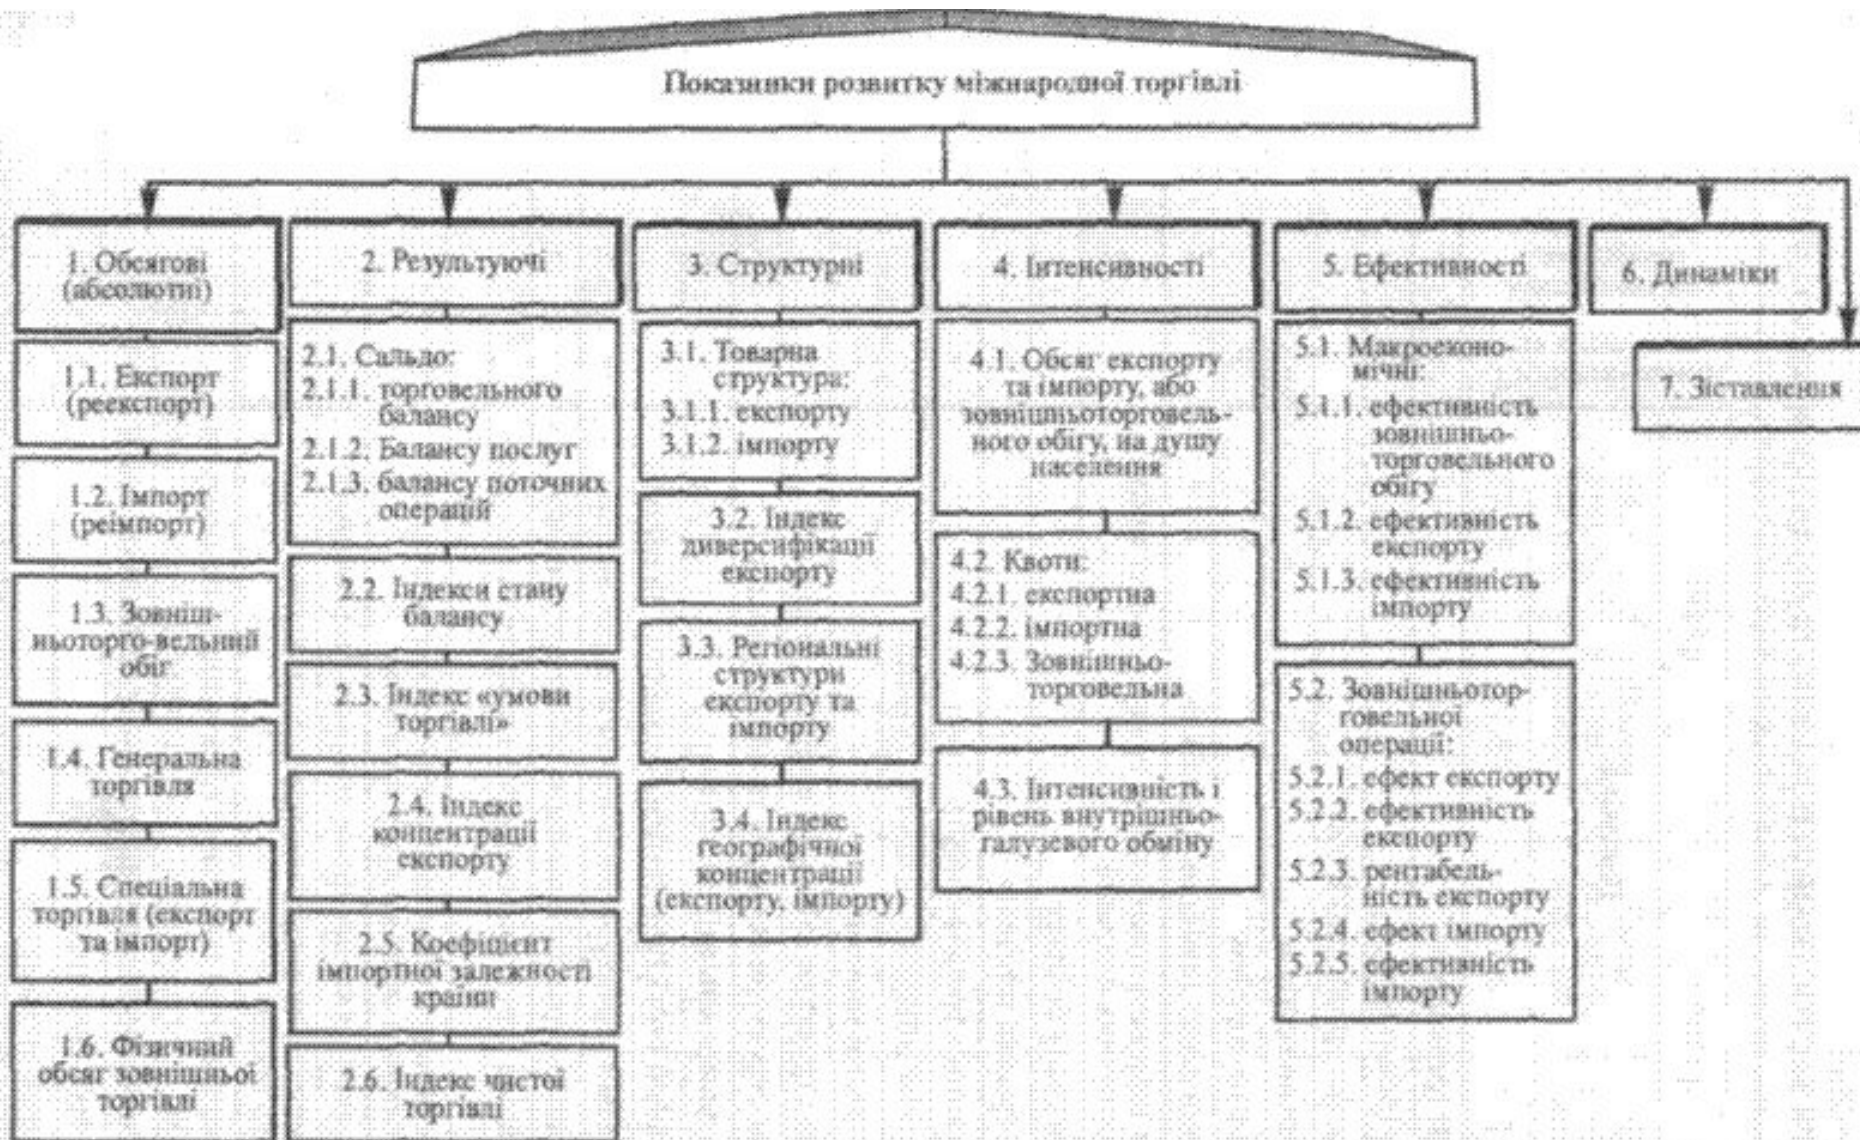 Показники розвитку міжнародної торгівлі
1. Обсягові
(абсолютні)
1.1. Експорт
(реекспорт)
1.2. Імпорт
(реімпорт)
1.3. Зовніш-
ньоторго-вельний
обіг
1.4. Генеральна
торгівля
1.5. Спеціальна
торгівля (експорт
та імпорт)
1.6. Фізичний
обсяг зовнішньої
торгівлі
2. Результуючі
2.1. Сальдо:
2.1.1. торговельного
балансу
2.1.2. Балансу послуг
2.1.3. балансу поточних
операцій
2.2. Індекси стану
балансу
2.3. Індекс «умови
торгівлі»
2.4. Індекс
концентрації
експорту
2.5. Коефіцієнт
імпортної залежності
країни
2.6. Індекс чистої
торгівлі
3. Структурні
3.1. Товарна
структура:
3.1.1. експорту
3.1.2. імпорту
3.2. Індекс
диверсифікації
експорту
3.3. Регіональні
структури
експорту та
імпорту
3.4. Індекс
географічної
концентрації
(експорту, імпорту)
4. Інтенсивності
4.1. Обсяг експорту
та імпорту, або
зовнішньоторговель-
ного обігу, на душу
населення
4.2. Квоти:
4.2.1. експортна
4.2.2. імпортна
4.2.3. Зовнішньо-
торговельна
4.3. Інтенсивність і
рівень внутрішньо-
галузевого обміну
5. Ефективності
5.1. Макроеконо-
мічні:
5.1.1. ефективність
зовнішньо-
торговельного
обігу
5.1.2. ефективність
експорту
5.1.3. ефективність
імпорту
5.2. Зовнішньотор-
говельної
операції:
5.2.1. ефект експорту
5.2.2. ефективність
експорту
5.2.3. рентабель-
ність експорту
5.2.4. ефект імпорту
5.2.5. ефективність
імпорту
6. Динаміки
7. Зіставлення